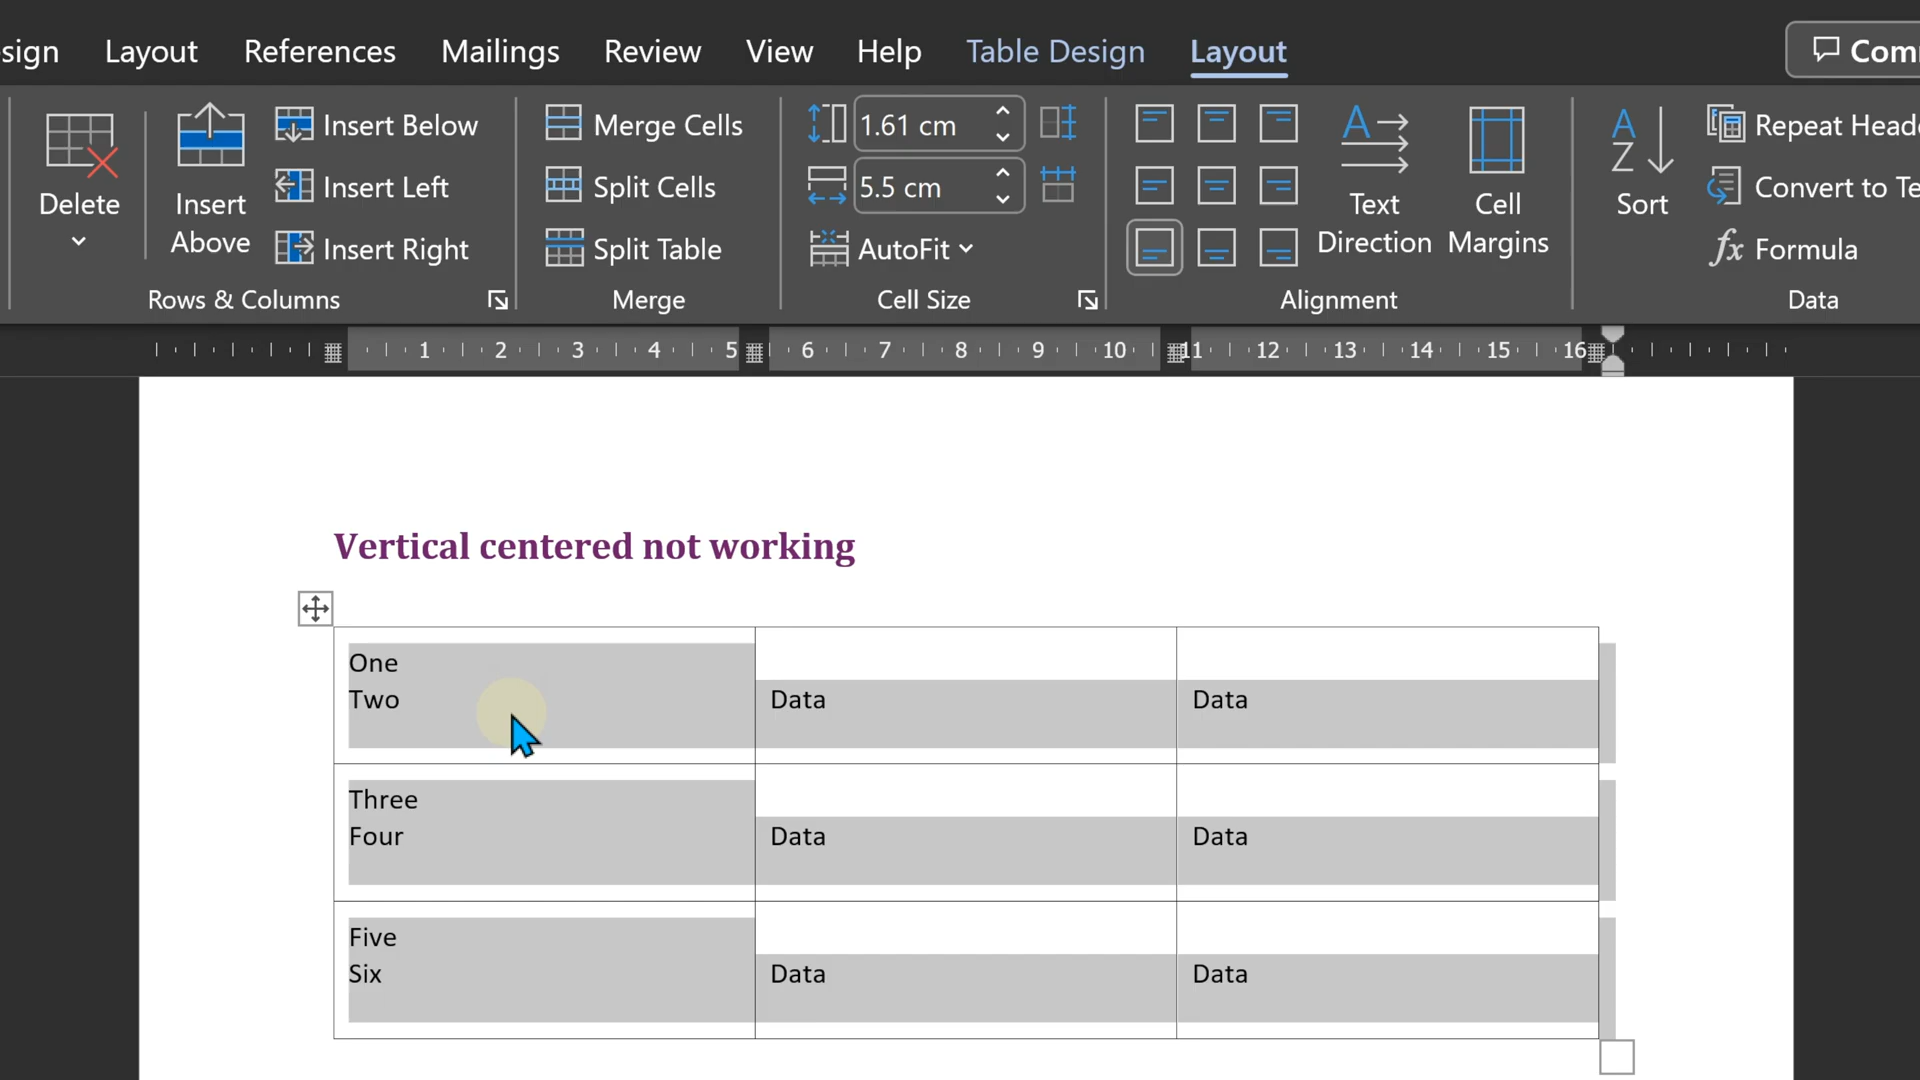 sign Layout References Mailings Review View Help Table Design Layout Comm
Delete
Insert Above
Insert Below
Insert Left
Insert Right
Rows & Columns
Merge Cells
Split Cells
Split Table
Merge
1.61 cm
5.5 cm
AutoFit
Cell Size
Text Direction
Cell Margins
Alignment
A Z
Sort
Repeat Heade
Convert to Te
fx Formula
Data
1 2 3 4 5 6 7 8 9 10 11 12 13 14 15 16
Vertical centered not working
One
Two Data Data
Three
Four Data Data
Five
Six Data Data